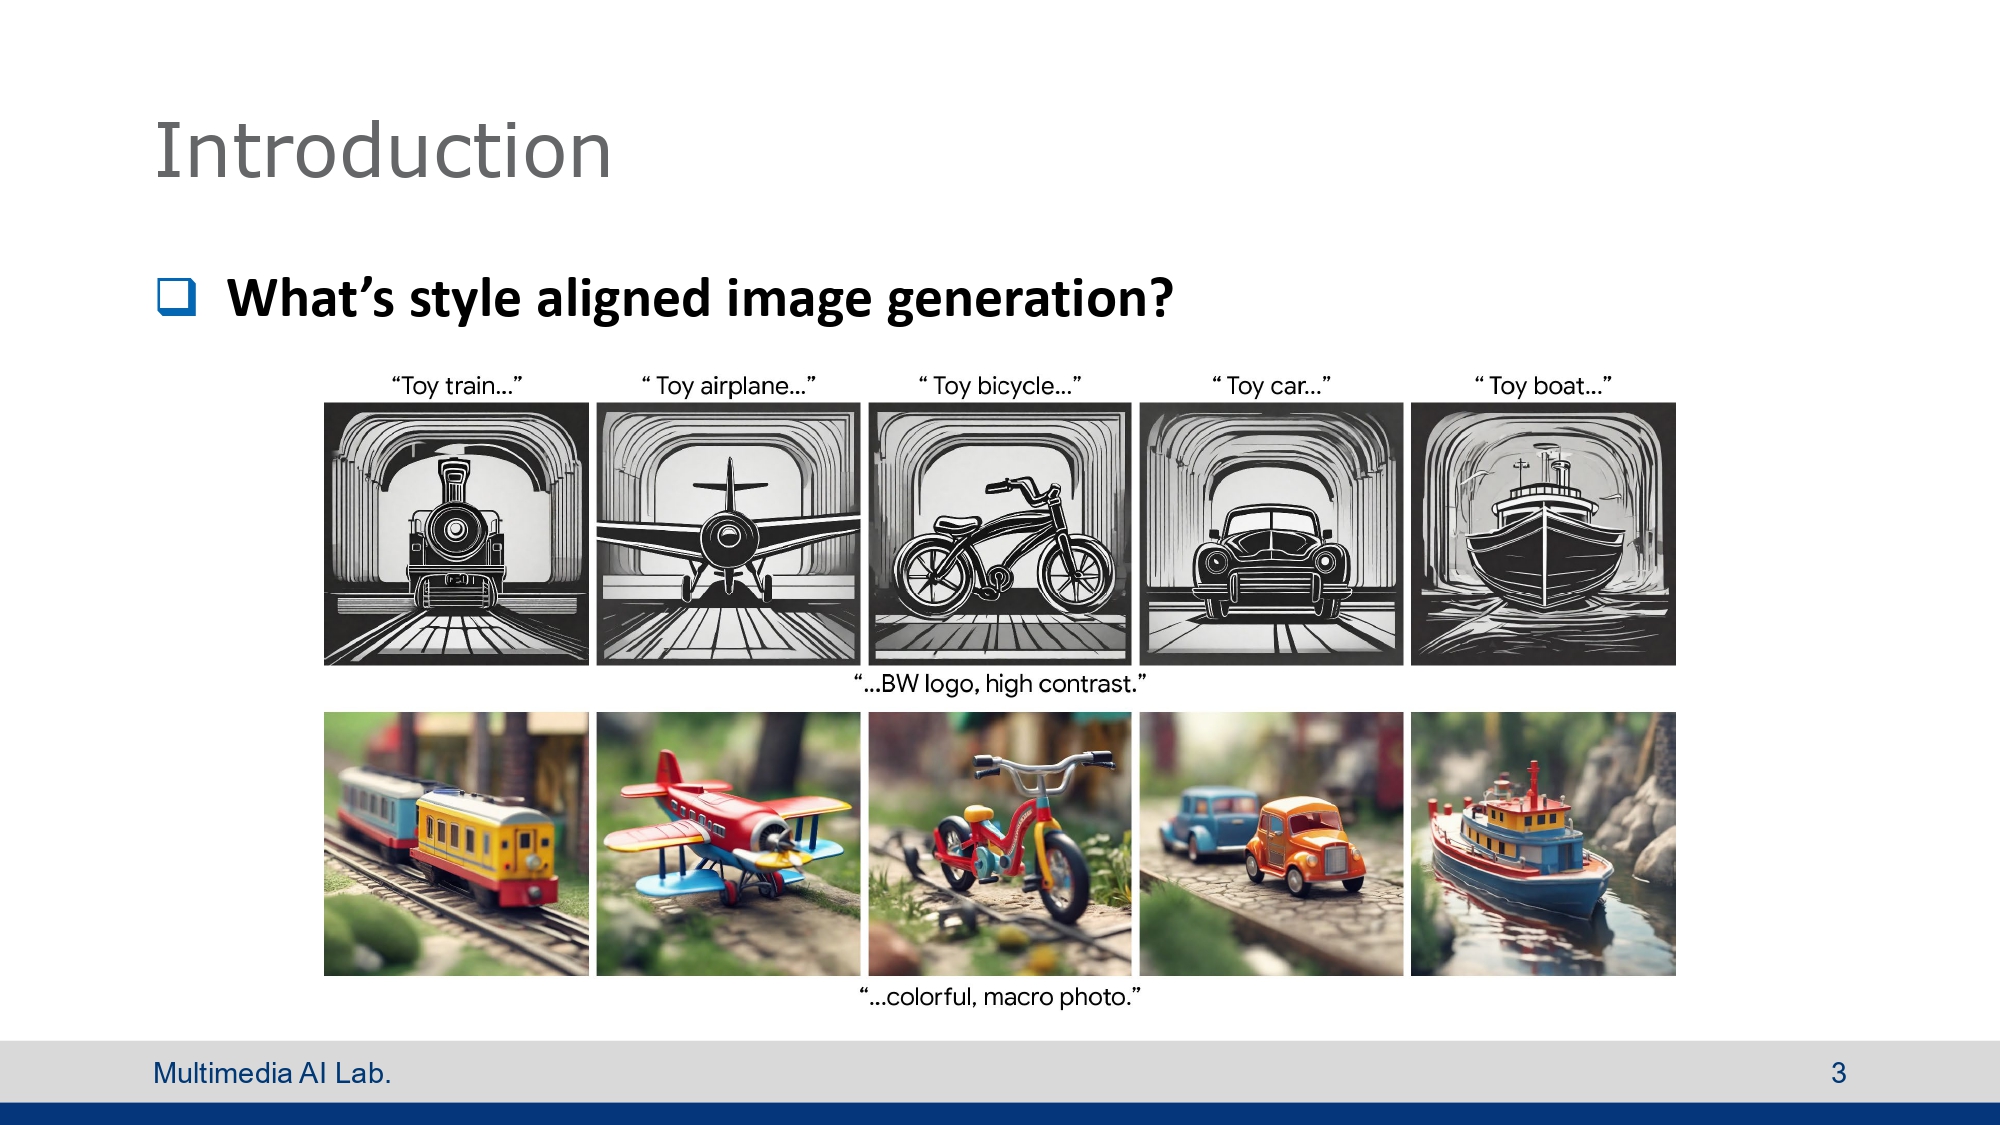 Introduction
What’s style aligned image generation?
“Toy train...” “ Toy airplane...” “ Toy bicycle...” “ Toy car...” “ Toy boat...”
“...BW logo, high contrast.”
“...colorful, macro photo.”
Multimedia AI Lab. 3